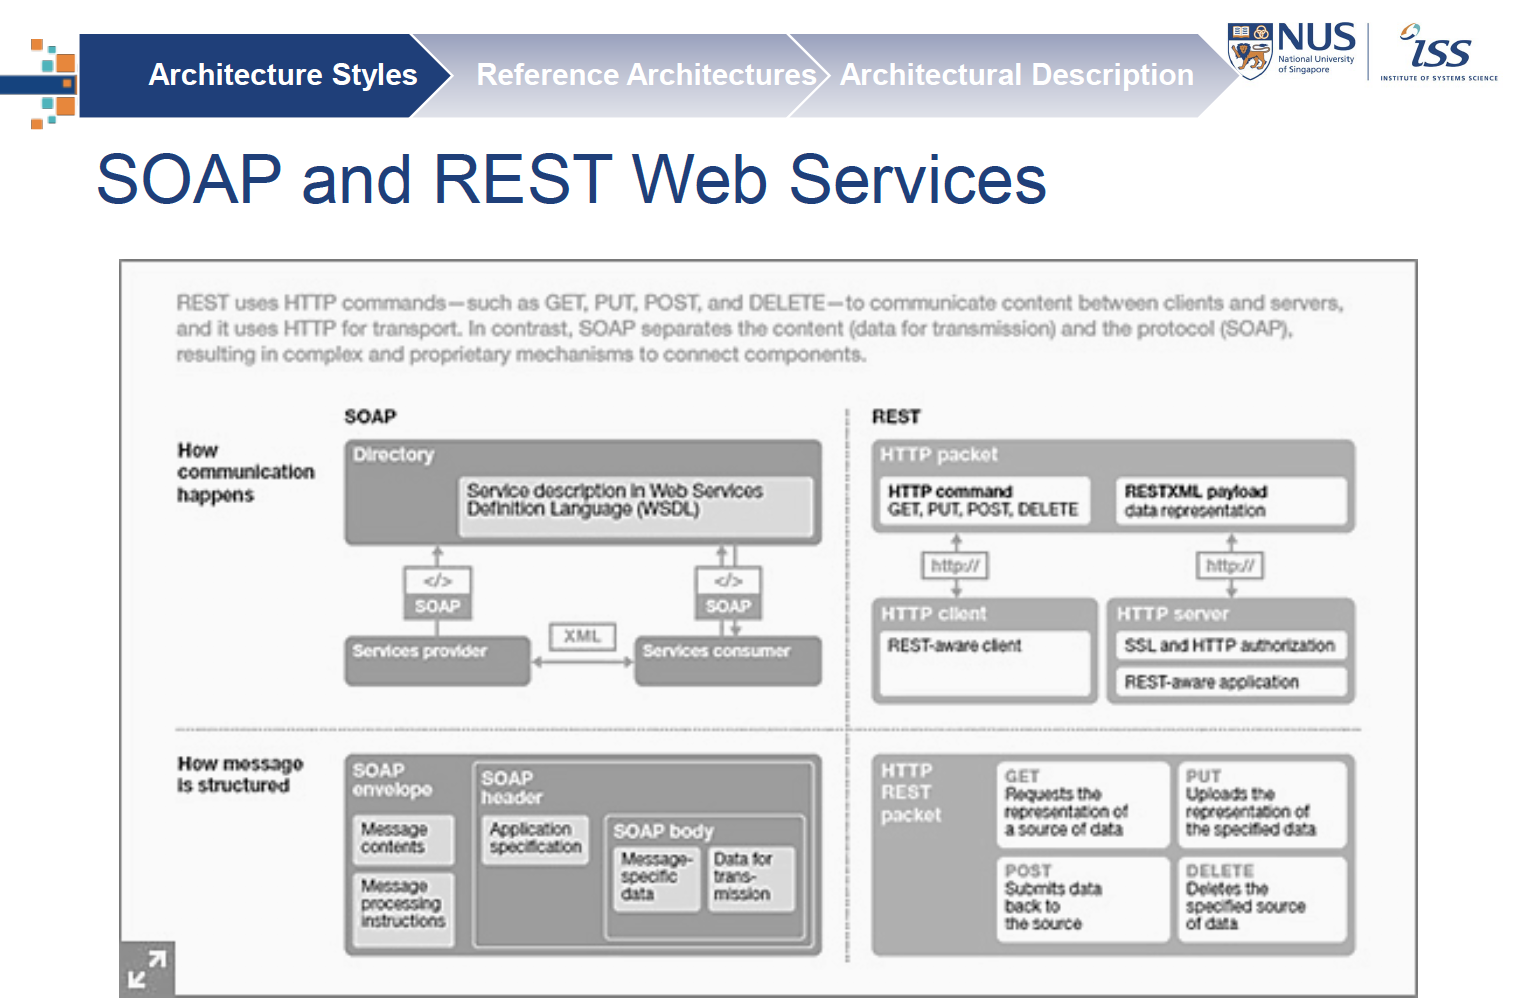 Architecture Styles
Reference Architectures
Architectural Description
NUS
National University
of Singapore
iss
INSTITUTE OF SYSTEMS SCIENCE
SOAP and REST Web Services
REST uses HTTP commands—such as GET, PUT, POST, and DELETE—to communicate content between clients and servers,
and it uses HTTP for transport. In contrast, SOAP separates the content (data for transmission) and the protocol (SOAP),
resulting in complex and proprietary mechanisms to connect components.
SOAP
REST
How
communication
happens
Directory
Service description in Web Services
Definition Language (WSDL)
</>
SOAP
</>
SOAP
XML
Services provider
Services consumer
HTTP packet
HTTP command
GET, PUT, POST, DELETE
RESTXML payload
data representation
http://
http://
HTTP client
REST-aware client
HTTP server
SSL and HTTP authorization
REST-aware application
How message
is structured
SOAP
envelope
Message
contents
Message
processing
instructions
SOAP
header
Application
specification
SOAP body
Message-
specific
data
Data for
trans-
mission
HTTP
REST
packet
GET
Requests the
representation of
a source of data
PUT
Uploads the
representation of
the specified data
POST
Submits data
back to
the source
DELETE
Deletes the
specified source
of data